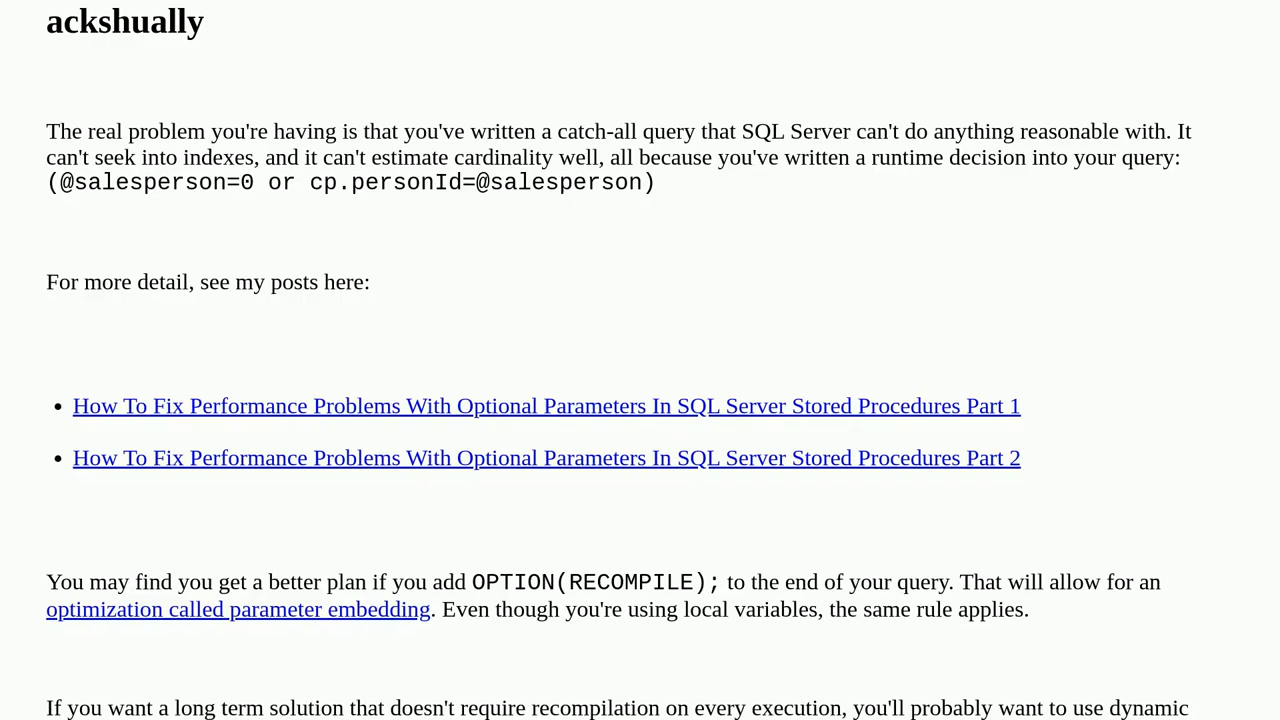 ackshually
The real problem you're having is that you've written a catch-all query that SQL Server can't do anything reasonable with. It
can't seek into indexes, and it can't estimate cardinality well, all because you've written a runtime decision into your query:
(@salesperson=0 or cp.personId=@salesperson)
For more detail, see my posts here:
• How To Fix Performance Problems With Optional Parameters In SQL Server Stored Procedures Part 1
• How To Fix Performance Problems With Optional Parameters In SQL Server Stored Procedures Part 2
You may find you get a better plan if you add OPTION(RECOMPILE); to the end of your query. That will allow for an
optimization called parameter embedding. Even though you're using local variables, the same rule applies.
If you want a long term solution that doesn't require recompilation on every execution, you'll probably want to use dynamic